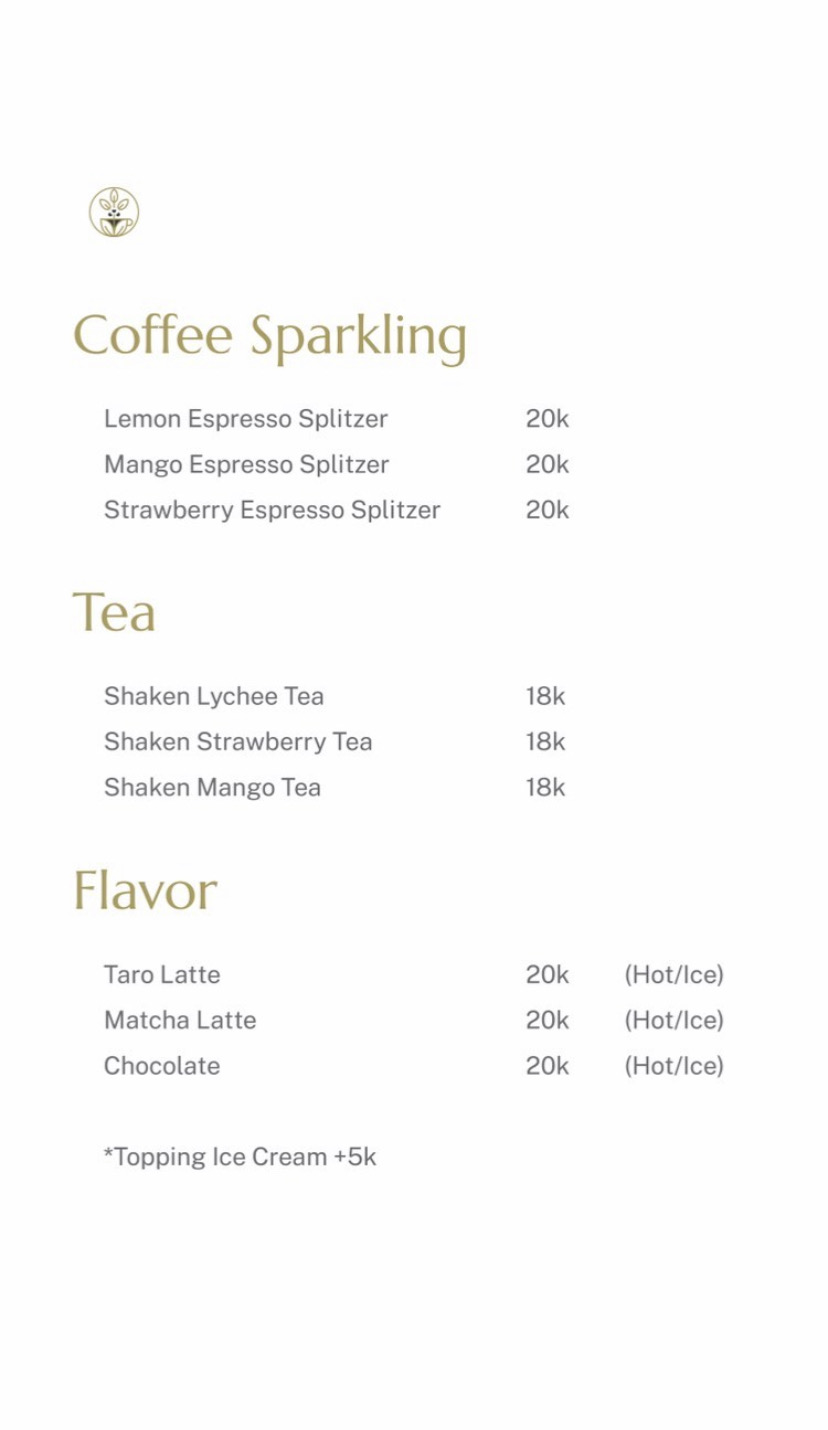 Coffee Sparkling
Lemon Espresso Splitzer 20k
Mango Espresso Splitzer 20k
Strawberry Espresso Splitzer 20k
Tea
Shaken Lychee Tea 18k
Shaken Strawberry Tea 18k
Shaken Mango Tea 18k
Flavor
Taro Latte 20k (Hot/Ice)
Matcha Latte 20k (Hot/Ice)
Chocolate 20k (Hot/Ice)
*Topping Ice Cream +5k